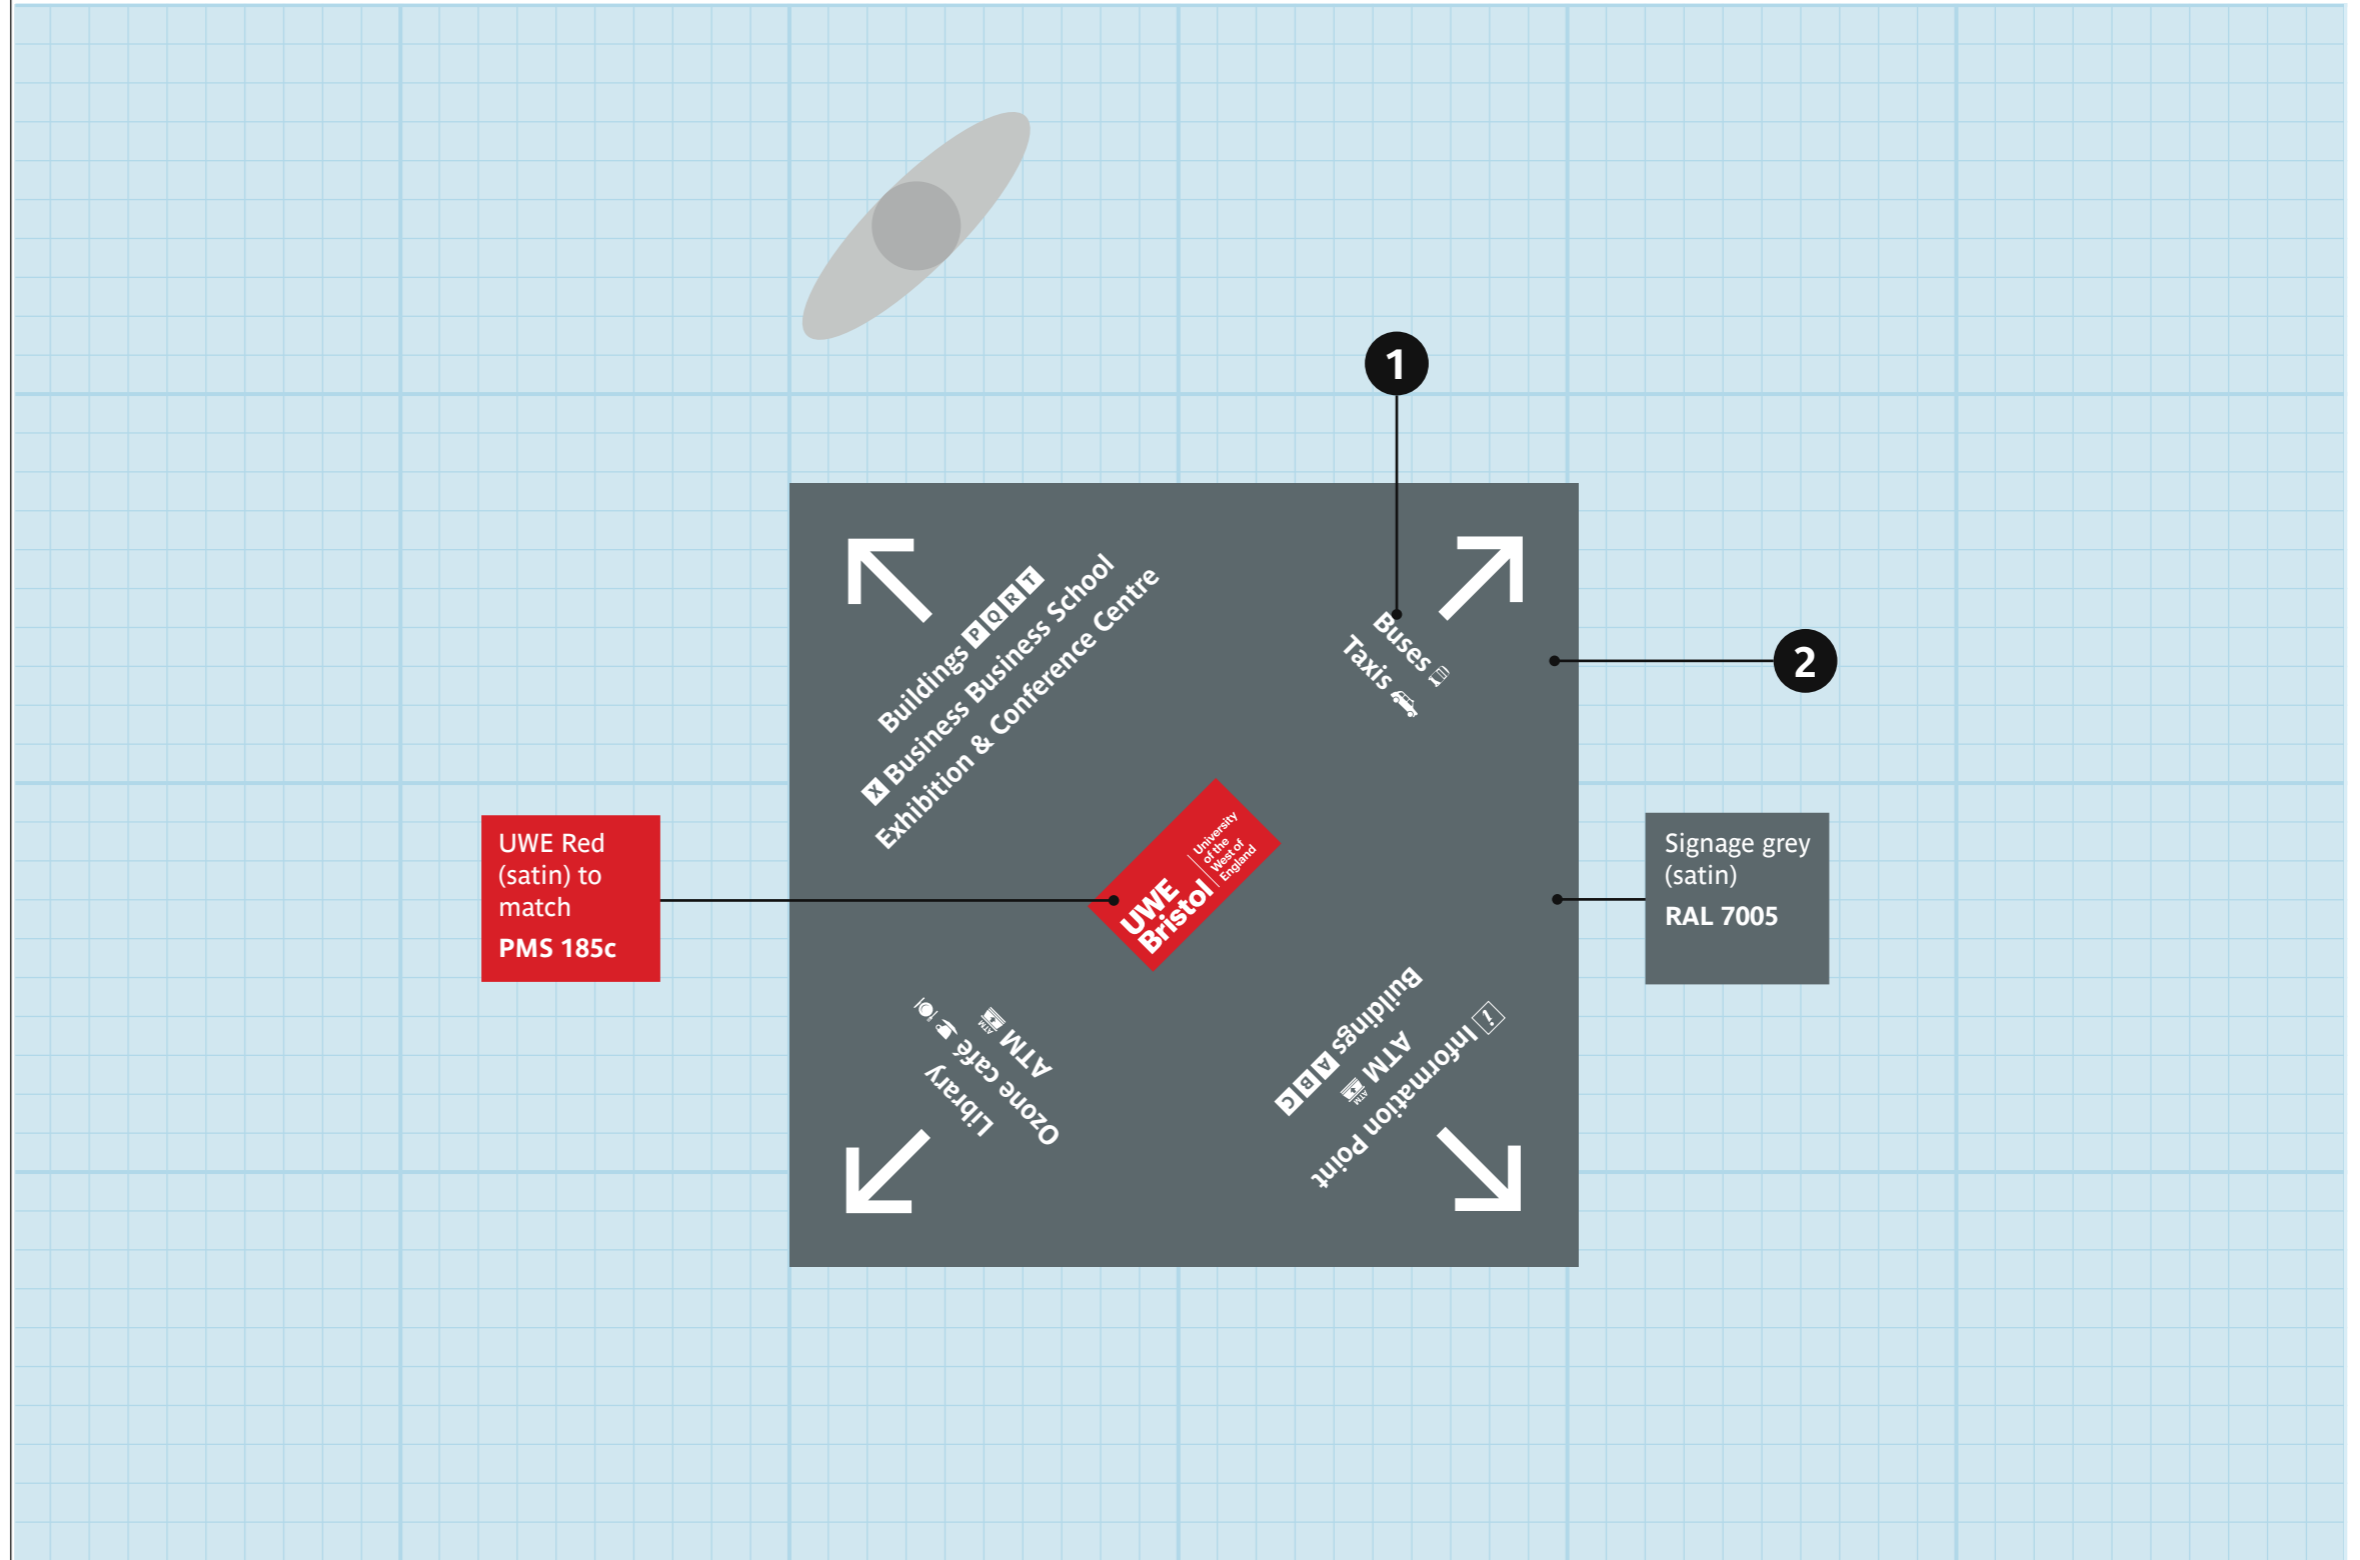 1
Buildings P Q R T
X Business Business School
Exhibition & Conference Centre
Buses
Taxis
2
UWE Red
(satin) to
match
PMS 185c
UWE
Bristol
University
of the
West of
England
Signage grey
(satin)
RAL 7005
Library
Ozone café
ATM
ATM
i Information Point
ATM
ATM
Buildings A B C